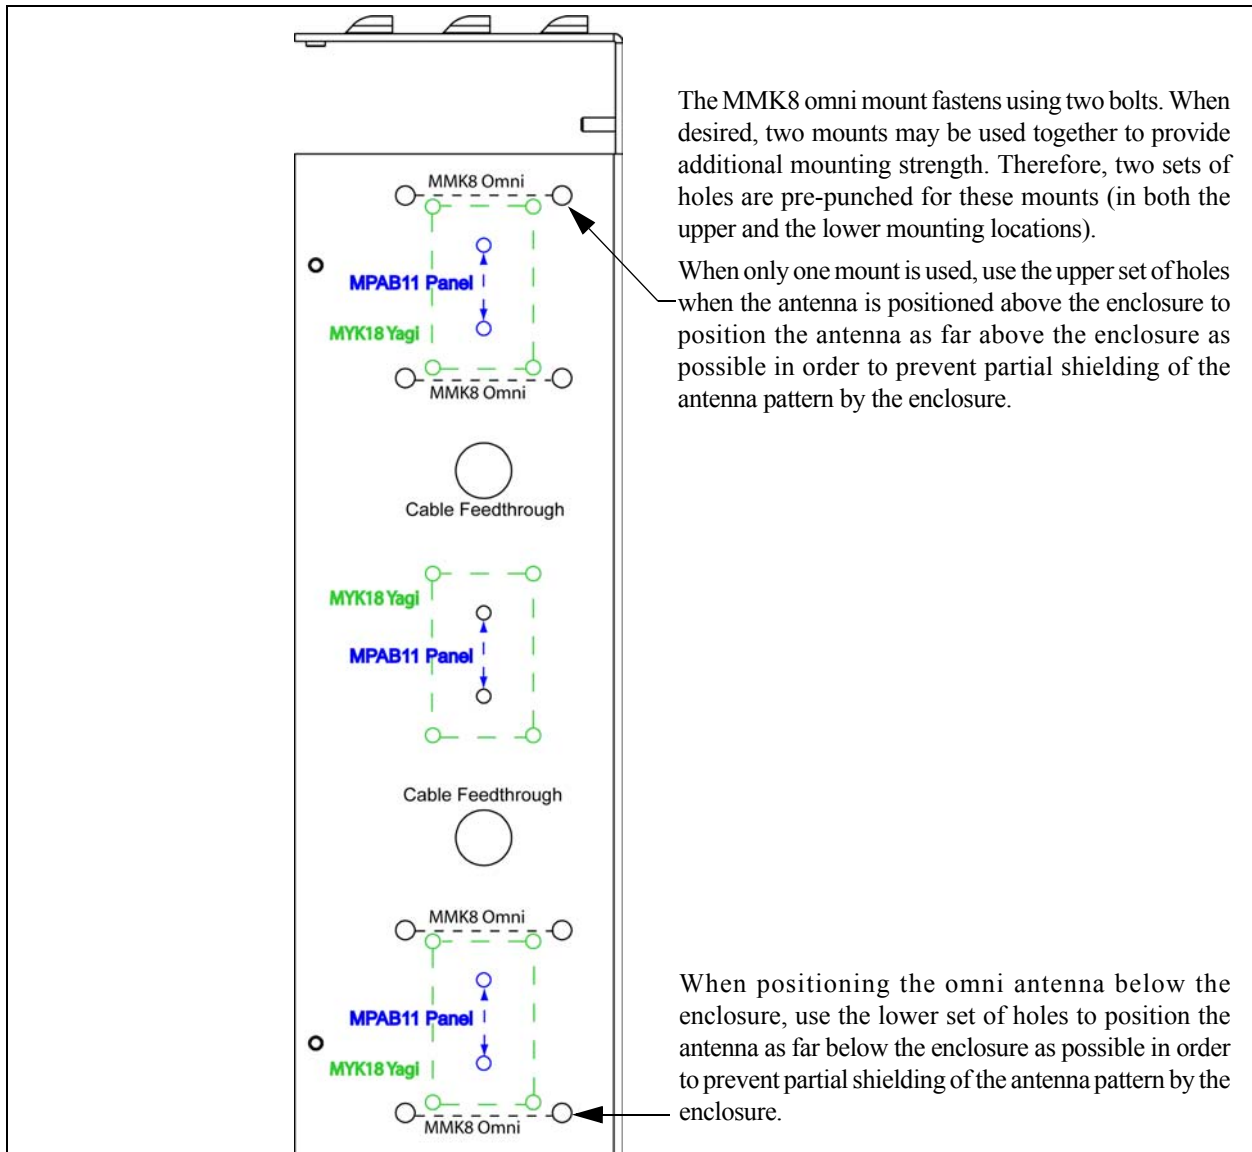 The MMK8 omni mount fastens using two bolts. When
desired, two mounts may be used together to provide
additional mounting strength. Therefore, two sets of
holes are pre-punched for these mounts (in both the
upper and the lower mounting locations).
When only one mount is used, use the upper set of holes
when the antenna is positioned above the enclosure to
position the antenna as far above the enclosure as
possible in order to prevent partial shielding of the
antenna pattern by the enclosure.
MMK8 Omni
MPAB11 Panel
MYK18 Yagi
MMK8 Omni
Cable Feedthrough
MYK18 Yagi
MPAB11 Panel
Cable Feedthrough
MMK8 Omni
MPAB11 Panel
MYK18 Yagi
MMK8 Omni
When positioning the omni antenna below the
enclosure, use the lower set of holes to position the
antenna as far below the enclosure as possible in order
to prevent partial shielding of the antenna pattern by the
enclosure.